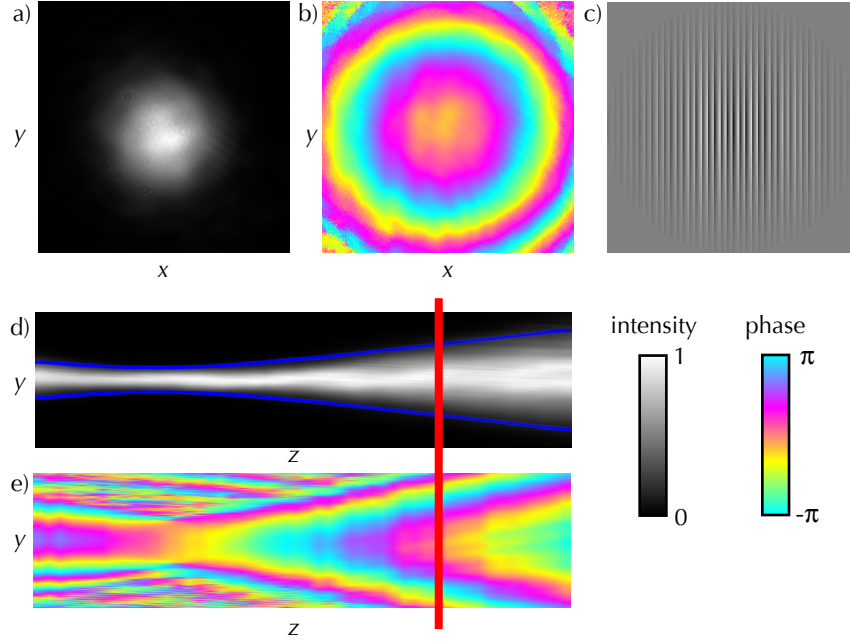 a)
b)
c)
y
y
x
x
d)
y
z
e)
y
z
intensity
phase
1
0
π
-π